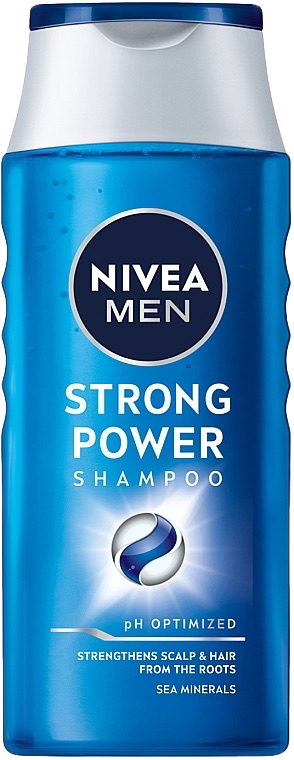 NIVEA
MEN
STRONG
POWER
SHAMPOO
pH OPTIMIZED
STRENGTHENS SCALP & HAIR
FROM THE ROOTS
SEA MINERALS